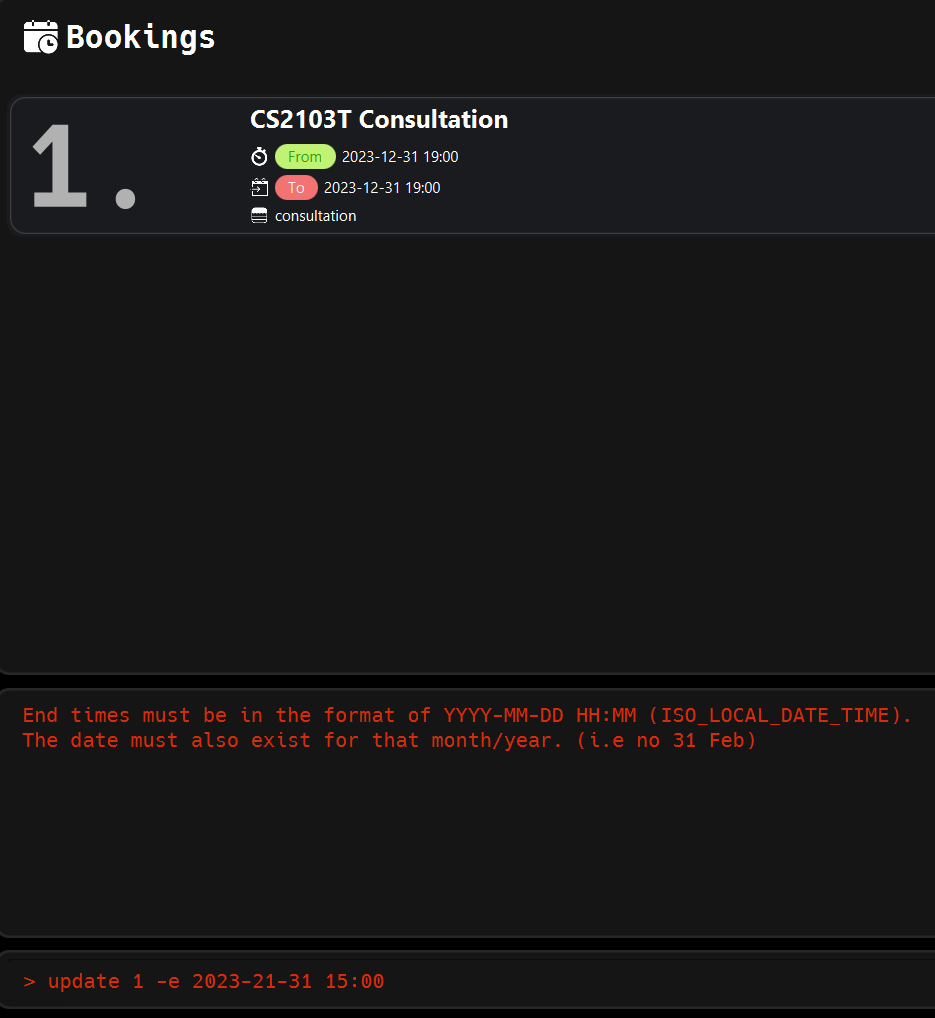 Bookings
1.
CS2103T Consultation
From 2023-12-31 19:00
To 2023-12-31 19:00
consultation
End times must be in the format of YYYY-MM-DD HH:MM (ISO_LOCAL_DATE_TIME).
The date must also exist for that month/year. (i.e no 31 Feb)
> update 1 -e 2023-21-31 15:00